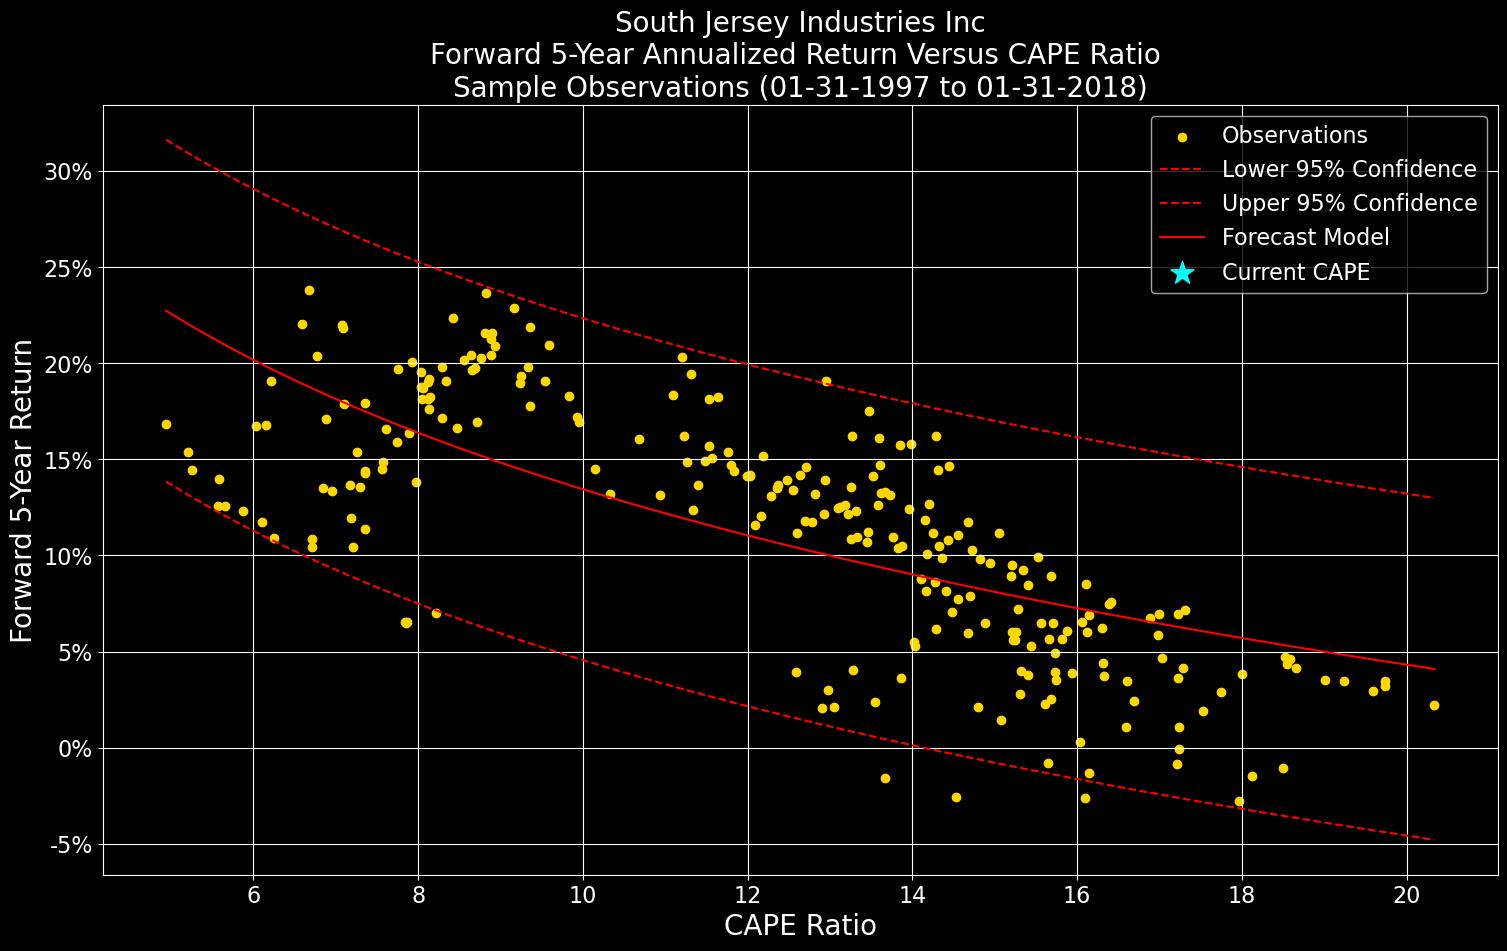 South Jersey Industries Inc
Forward 5-Year Annualized Return Versus CAPE Ratio
Sample Observations (01-31-1997 to 01-31-2018)
Observations
Lower 95% Confidence
Upper 95% Confidence
Forecast Model
Current CAPE
Forward 5-Year Return
30%
25%
20%
15%
10%
5%
0%
-5%
6 8 10 12 14 16 18 20
CAPE Ratio